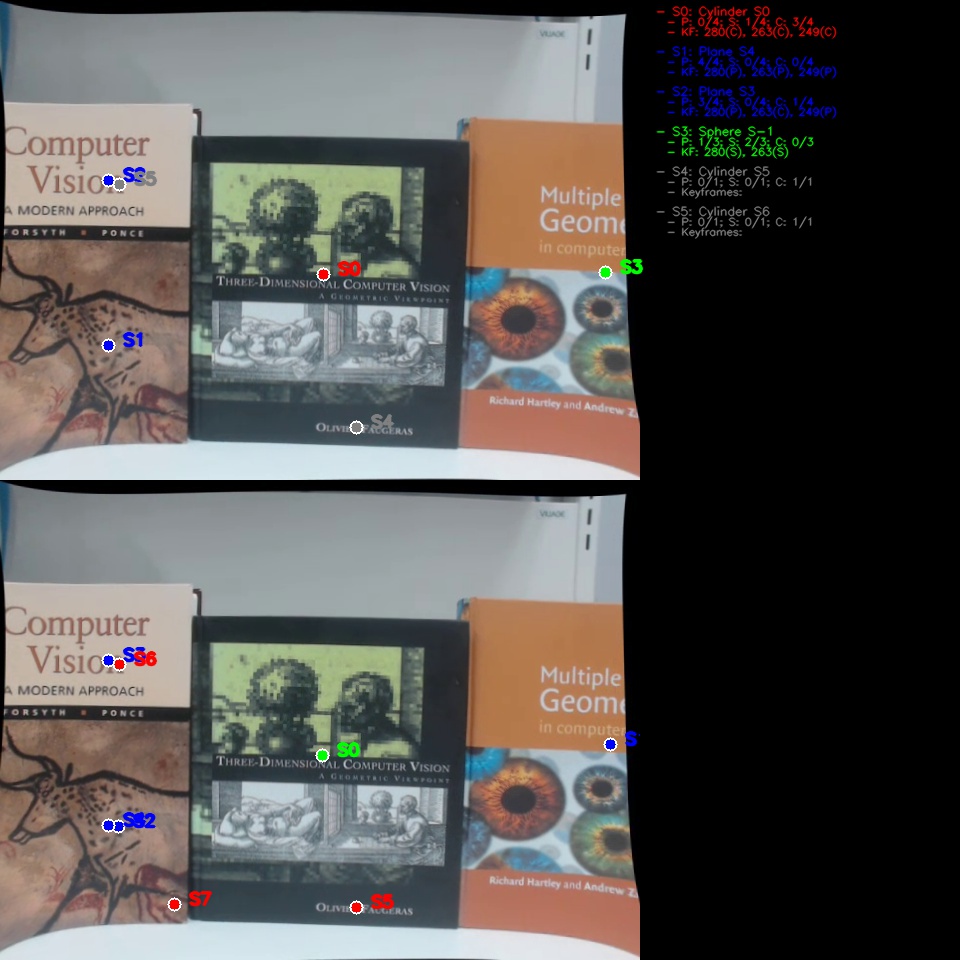 - S0: Cylinder S0
- P: 0/4; S: 1/4; C: 3/4
- KF: 280(C), 263(C), 249(C)
- S1: Plane S4
- P: 4/4; S: 0/4; C: 0/4
- KF: 280(P), 263(P), 249(P)
- S2: Plane S3
- P: 3/4; S: 0/4; C: 1/4
- KF: 280(P), 263(C), 249(P)
- S3: Sphere S-1
- P: 1/3; S: 2/3; C: 0/3
- KF: 280(S), 263(S)
- S4: Cylinder S5
- P: 0/1; S: 0/1; C: 1/1
- Keyframes:
- S5: Cylinder S6
- P: 0/1; S: 0/1; C: 1/1
- Keyframes:
Computer
Vision
S5
A MODERN APPROACH
FORSYTH PONCE
S1
S0
THREE-DIMENSIONAL COMPUTER VISION
A GEOMETRIC VIEWPOINT
S4
Multiple
Geome
in compute
S3
Richard Hartley and Andrew Z
Computer
Vision
S6
A MODERN APPROACH
FORSYTH PONCE
S7
S0
THREE-DIMENSIONAL COMPUTER VISION
A GEOMETRIC VIEWPOINT
S5
Multiple
Geome
in computer
Richard Hartley and Andrew Z